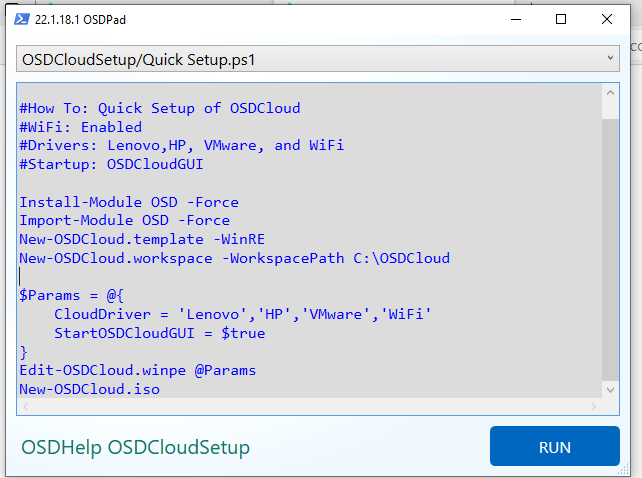 22.1.18.1 OSDPad
OSDCloudSetup/Quick Setup.ps1
#How To: Quick Setup of OSDCloud
#WiFi: Enabled
#Drivers: Lenovo,HP, VMware, and WiFi
#Startup: OSDCloudGUI
Install-Module OSD -Force
Import-Module OSD -Force
New-OSDCloud.template -WinRE
New-OSDCloud.workspace -WorkspacePath C:\OSDCloud
$Params = @{
    CloudDriver = 'Lenovo','HP','VMware','WiFi'
    StartOSDCloudGUI = $true
}
Edit-OSDCloud.winpe @Params
New-OSDCloud.iso
OSDHelp OSDCloudSetup
RUN